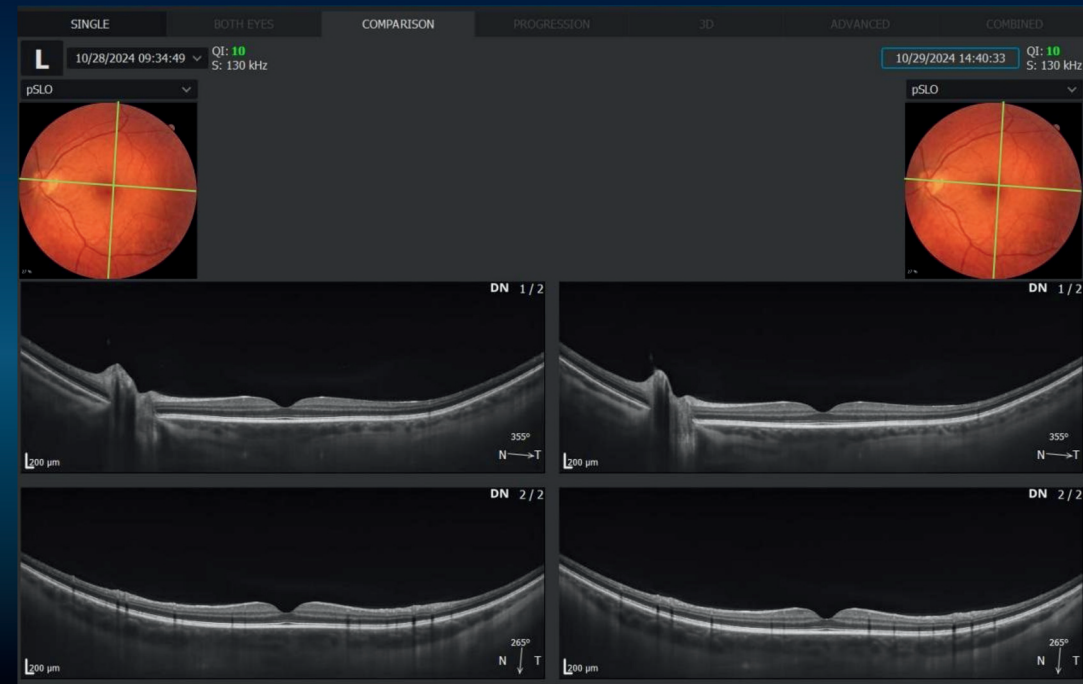 SINGLE BOTH EYES COMPARISON PROGRESSION 3D ADVANCED COMBINED
L 10/28/2024 09:34:49 QI: 10 10/29/2024 14:40:33 QI: 10
S: 130 kHz S: 130 kHz
pSLO pSLO
DN 1/2 DN 1/2
355° 355°
N T N T
200 µm 200 µm
DN 2/2 DN 2/2
265° 265°
N T N T
200 µm 200 µm